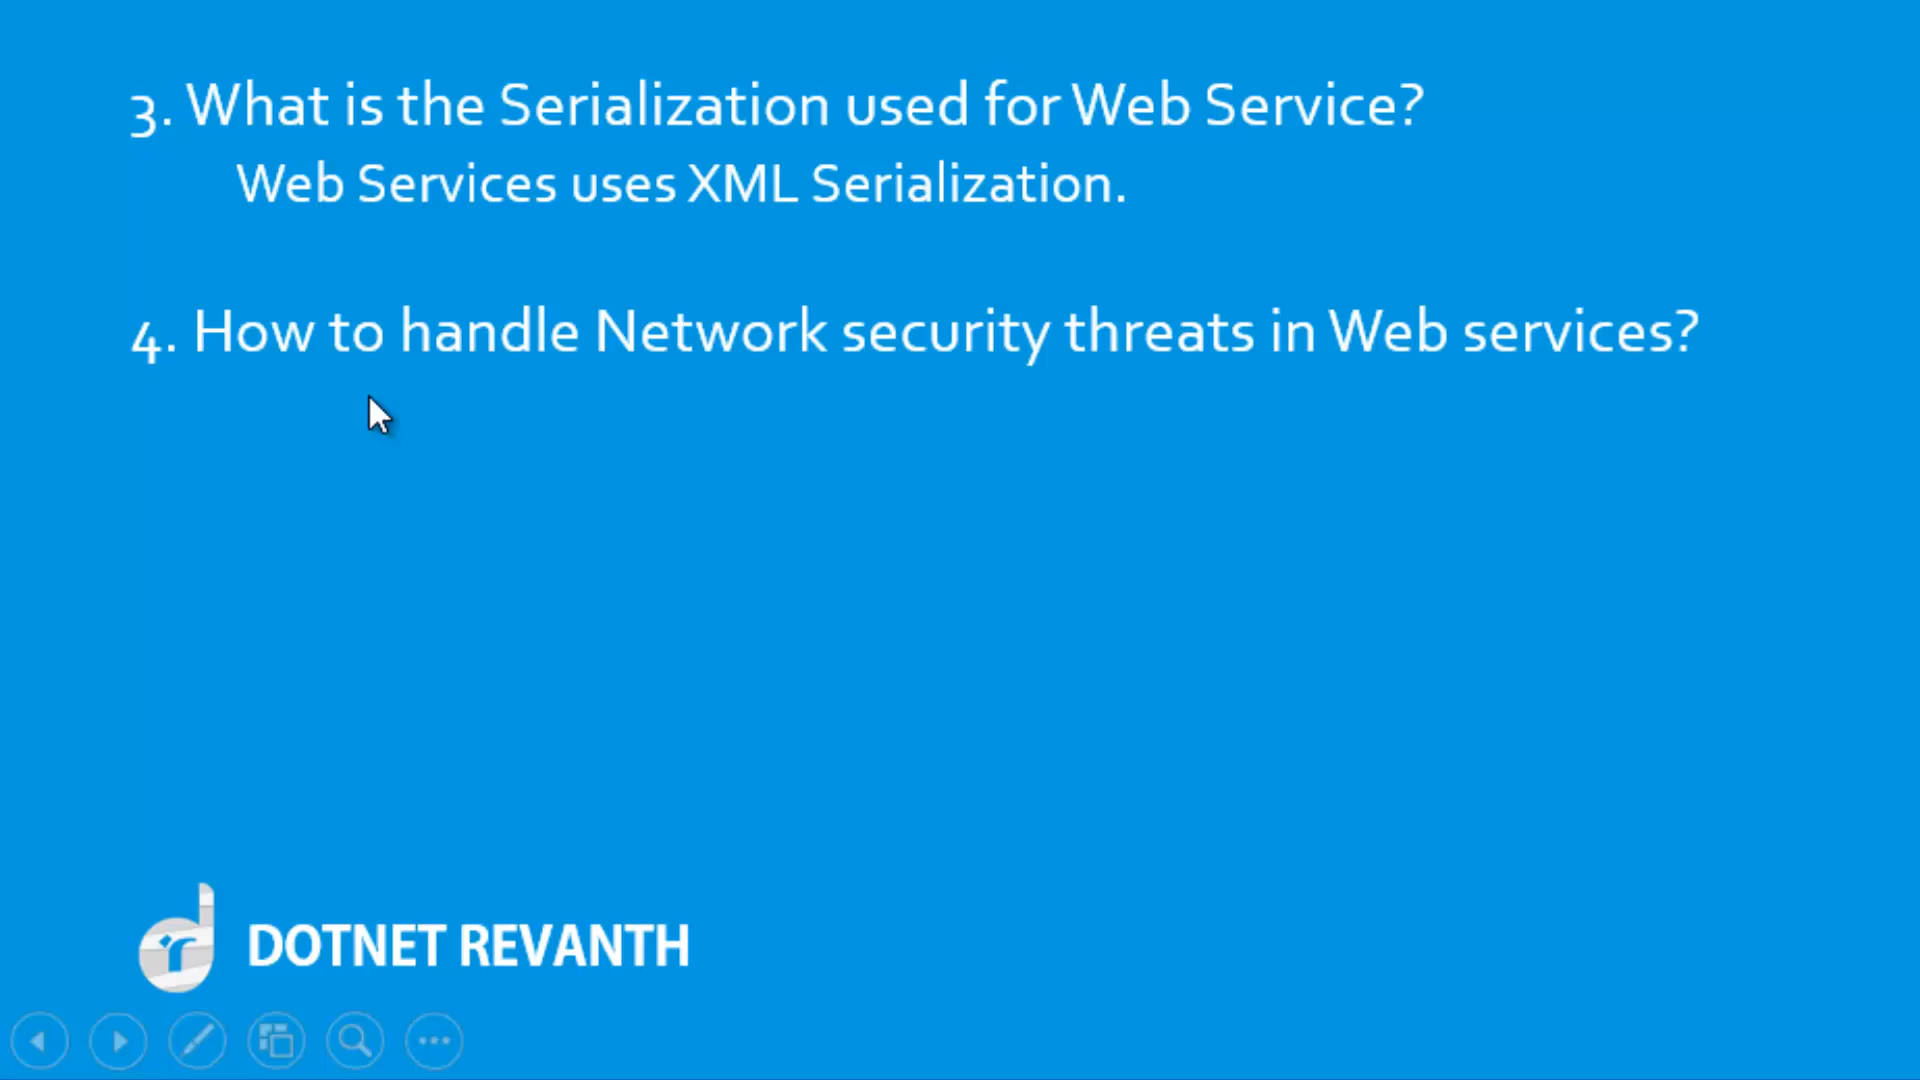 3. What is the Serialization used for Web Service?
Web Services uses XML Serialization.
4. How to handle Network security threats in Web services?
DOTNET REVANTH